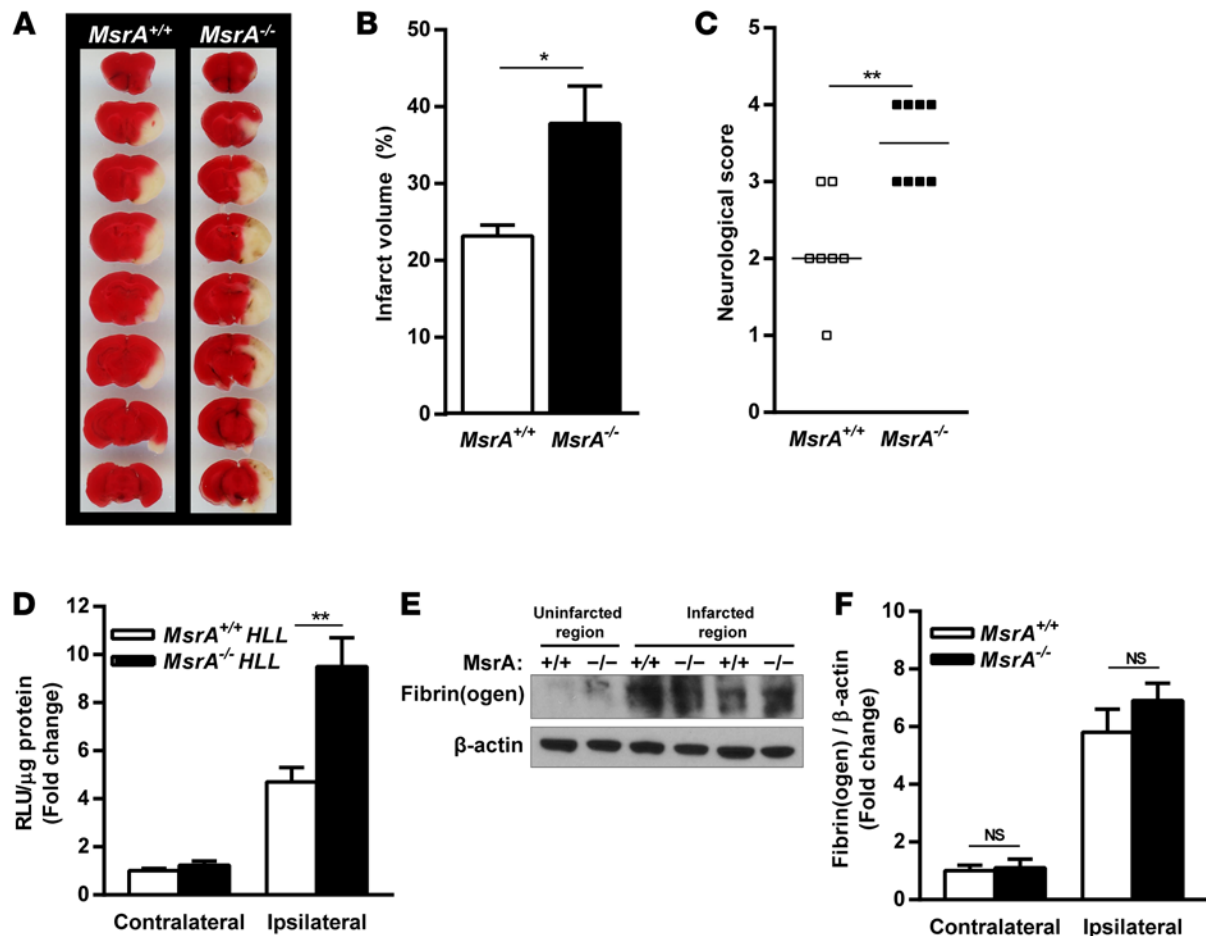 A
MsrA+/+ MsrA-/-
B
Infarct volume (%)
50
40
30
20
10
0
*
MsrA+/+ MsrA-/-
C
Neurological score
5
4
3
2
1
0
**
MsrA+/+ MsrA-/-
D
RLU/μg protein
(Fold change)
12
10
8
6
4
2
0
MsrA+/+ HLL
MsrA-/- HLL
**
Contralateral Ipsilateral
E
Uninfarcted
region
Infarcted
region
MsrA: +/+ −/− +/+ −/− +/+ −/−
Fibrin(ogen)
β-actin
F
Fibrin(ogen) / β-actin
(Fold change)
10
8
6
4
2
0
MsrA+/+
MsrA-/-
NS
NS
Contralateral Ipsilateral